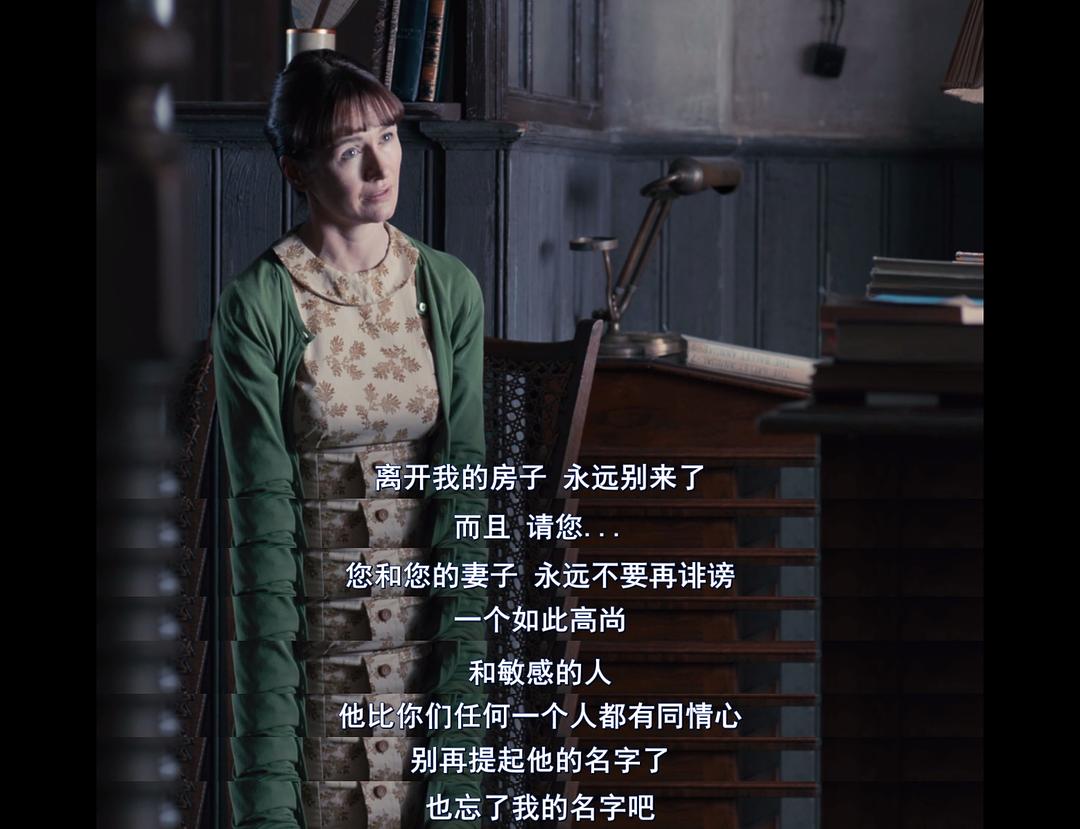 离开我的房子 永远别来了
而且 请您...
您和您的妻子 永远不要再诽谤
一个如此高尚
和敏感的人
他比你们任何一个人都有同情心
别再提起他的名字了
也忘了我的名字吧